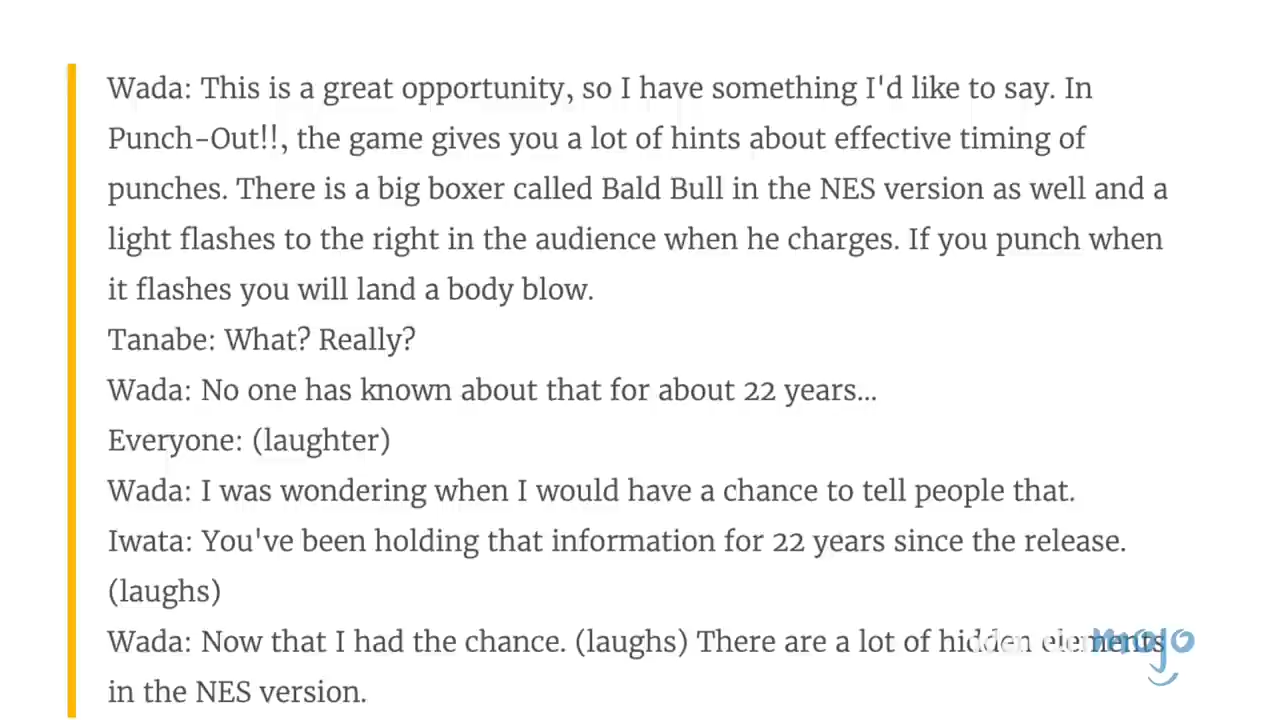 Wada: This is a great opportunity, so I have something I'd like to say. In
Punch-Out!!, the game gives you a lot of hints about effective timing of
punches. There is a big boxer called Bald Bull in the NES version as well and a
light flashes to the right in the audience when he charges. If you punch when
it flashes you will land a body blow.
Tanabe: What? Really?
Wada: No one has known about that for about 22 years...
Everyone: (laughter)
Wada: I was wondering when I would have a chance to tell people that.
Iwata: You've been holding that information for 22 years since the release.
(laughs)
Wada: Now that I had the chance. (laughs) There are a lot of hidden elements
in the NES version.
mojo